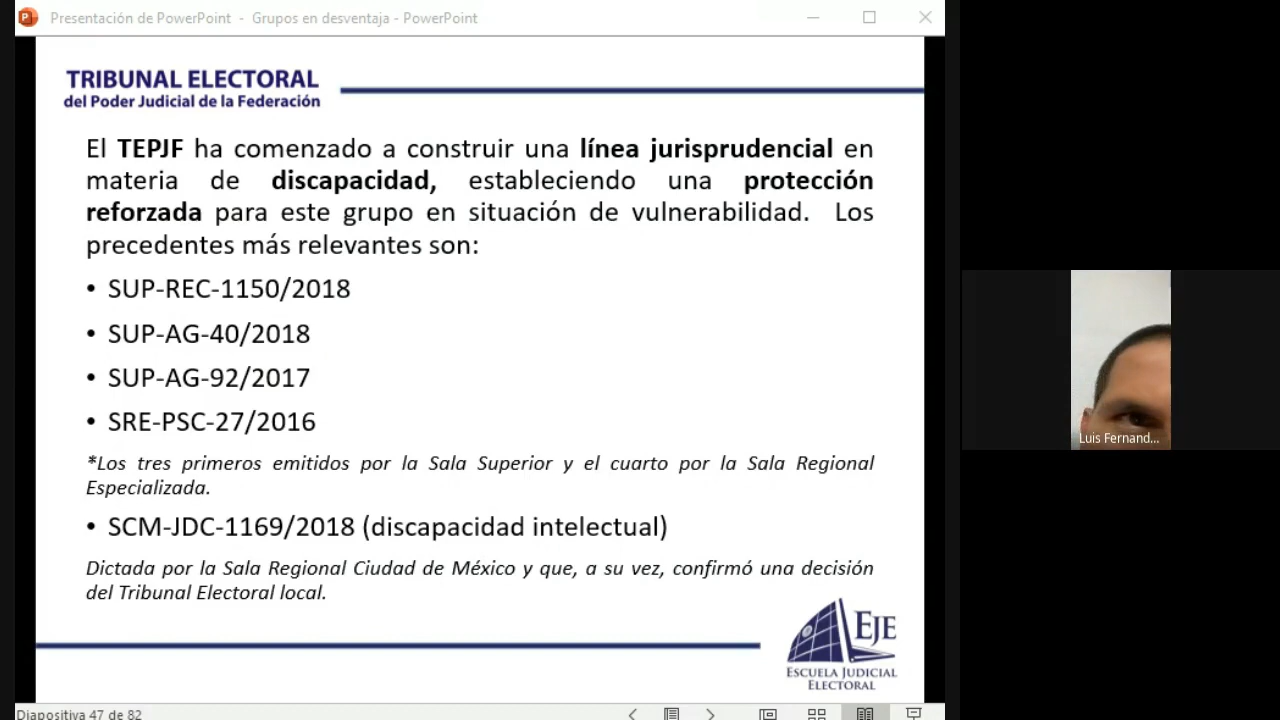 Presentación de PowerPoint - Grupos en desventaja - PowerPoint
TRIBUNAL ELECTORAL
del Poder Judicial de la Federación
El TEPJF ha comenzado a construir una línea jurisprudencial en
materia de discapacidad, estableciendo una protección
reforzada para este grupo en situación de vulnerabilidad. Los
precedentes más relevantes son:
• SUP-REC-1150/2018
• SUP-AG-40/2018
• SUP-AG-92/2017
• SRE-PSC-27/2016
*Los tres primeros emitidos por la Sala Superior y el cuarto por la Sala Regional
Especializada.
• SCM-JDC-1169/2018 (discapacidad intelectual)
Dictada por la Sala Regional Ciudad de México y que, a su vez, confirmó una decisión
del Tribunal Electoral local.
EJE
ESCUELA JUDICIAL
ELECTORAL
Diapositiva 47 de 82
Luis Fernand...